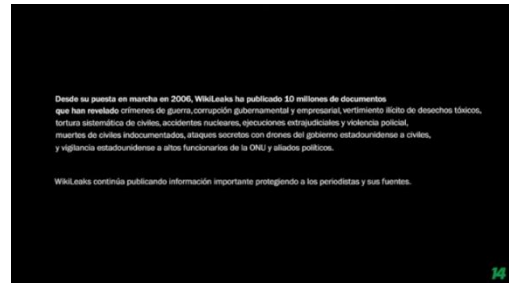 Desde su puesta en marcha en 2006, WikiLeaks ha publicado 10 millones de documentos
que han revelado crímenes de guerra, corrupción gubernamental y empresarial, vertimiento ilícito de desechos tóxicos,
tortura sistemática de civiles, accidentes nucleares, ejecuciones extrajudiciales y violencia policial,
muertes de civiles indocumentados, ataques secretos con drones del gobierno estadounidense a civiles,
y vigilancia estadounidense a altos funcionarios de la ONU y aliados políticos.
WikiLeaks continúa publicando información importante protegiendo a los periodistas y sus fuentes.
14